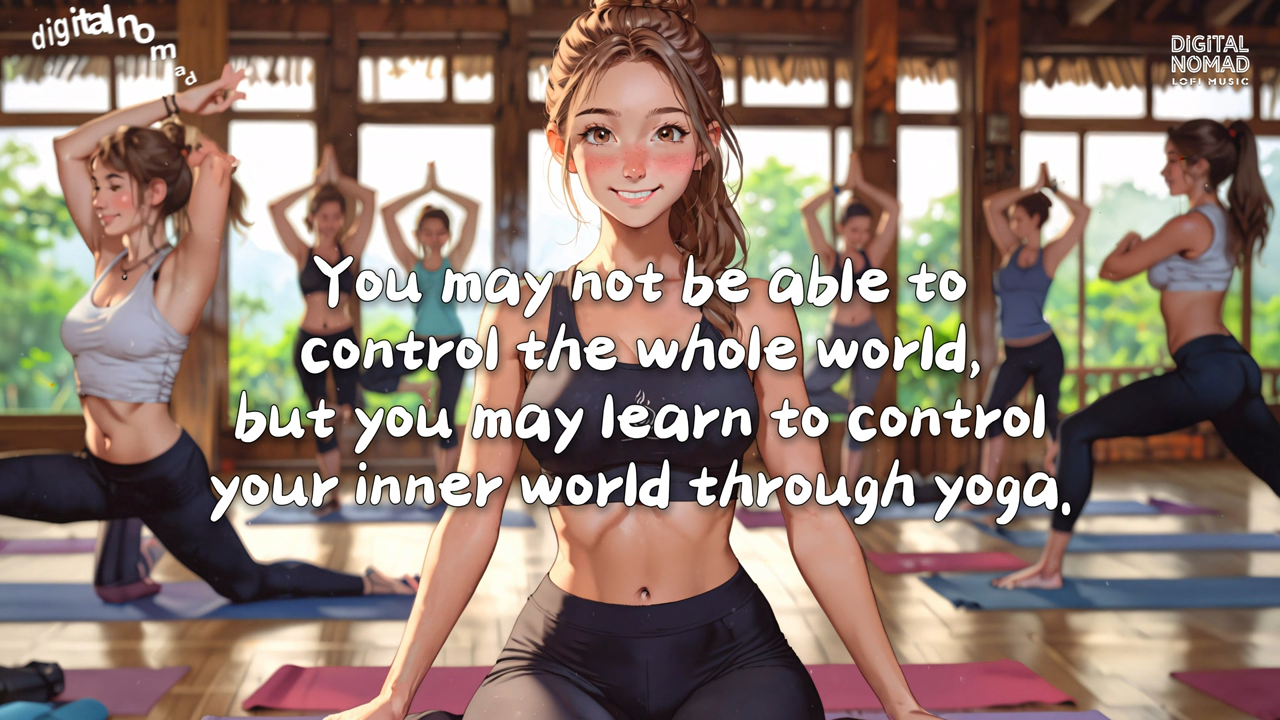 digital nomad
DIGITAL
NOMAD
LOFI MUSIC
You may not be able to
control the whole world,
but you may learn to control
your inner world through yoga.